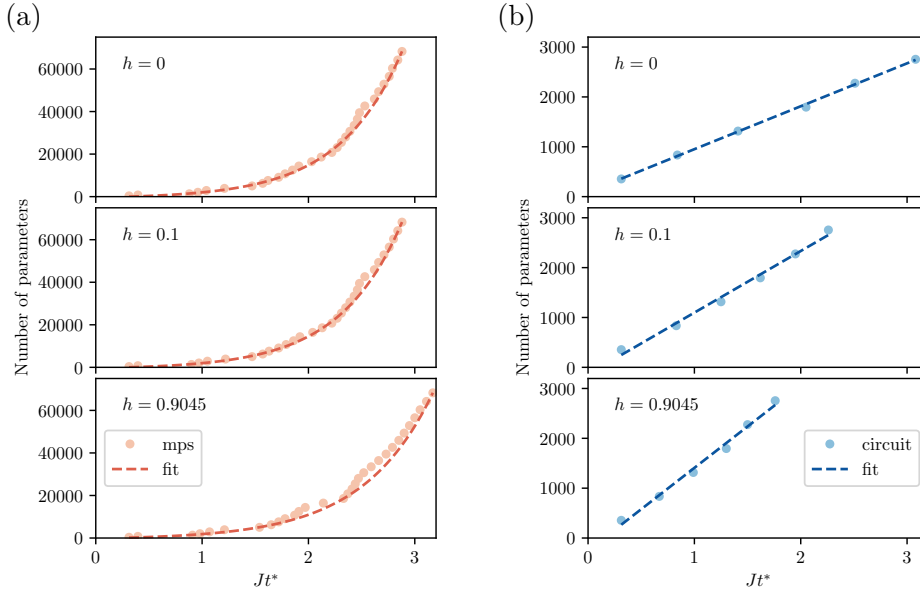 (a)
Number of parameters
60000
40000
20000
0
h = 0
60000
40000
20000
0
h = 0.1
60000
40000
20000
0
h = 0.9045
mps
fit
0
1
2
3
Jt*
(b)
Number of parameters
3000
2000
1000
0
h = 0
3000
2000
1000
0
h = 0.1
3000
2000
1000
0
h = 0.9045
circuit
fit
0
1
2
3
Jt*